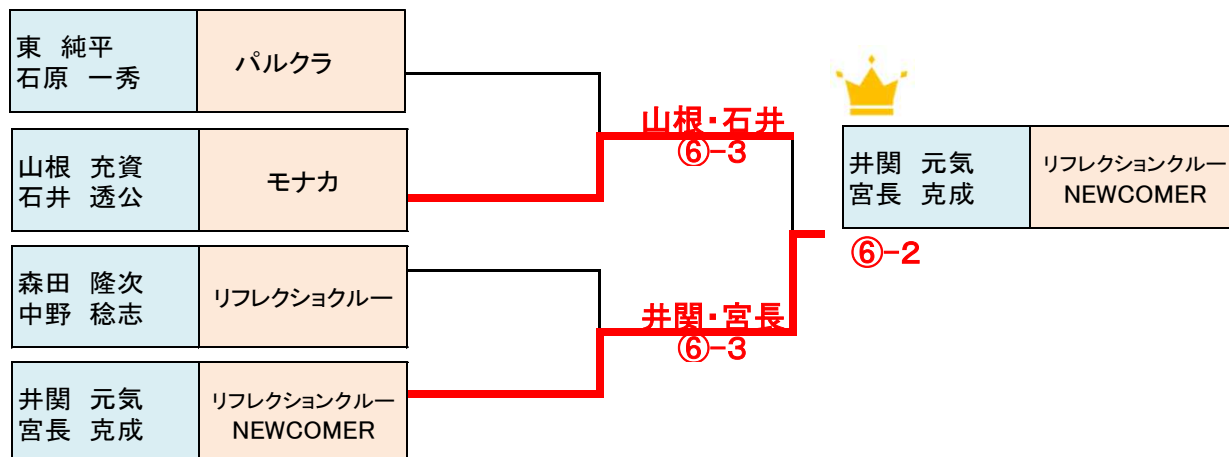 東 純平
石原 一秀
パルクラ
山根 充資
石井 透公
モナカ
森田 隆次
中野 稔志
リフレクショクルー
井関 元気
宮長 克成
リフレクションクルー
NEWCOMER
山根・石井
⑥-3
井関・宮長
⑥-3
井関 元気
宮長 克成
リフレクションクルー
NEWCOMER
⑥-2